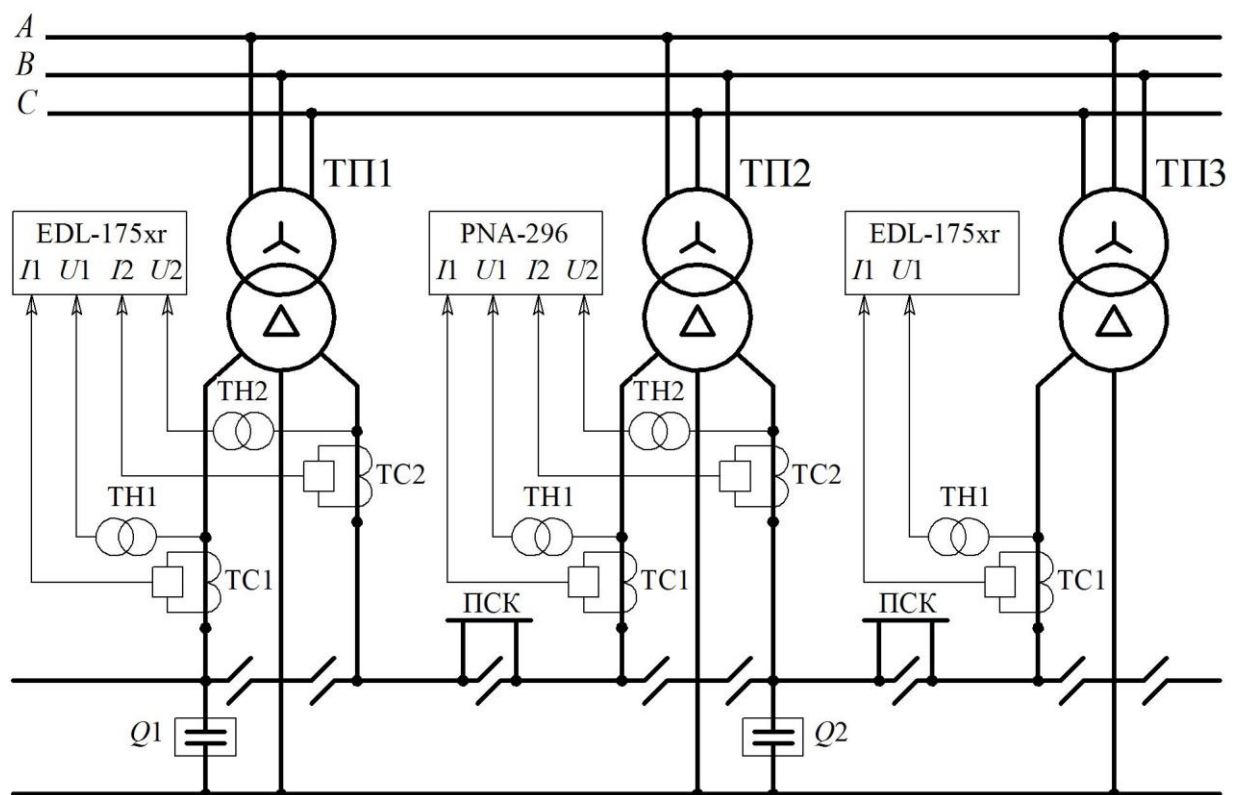 A
B
C
ТП1
ТП2
ТП3
EDL-175xr
I1 U1 I2 U2
PNA-296
I1 U1 I2 U2
EDL-175xr
I1 U1
ТН2
ТН2
ТС2
ТС2
ТН1
ТН1
ТН1
ТС1
ТС1
ТС1
ПСК
ПСК
Q1
Q2